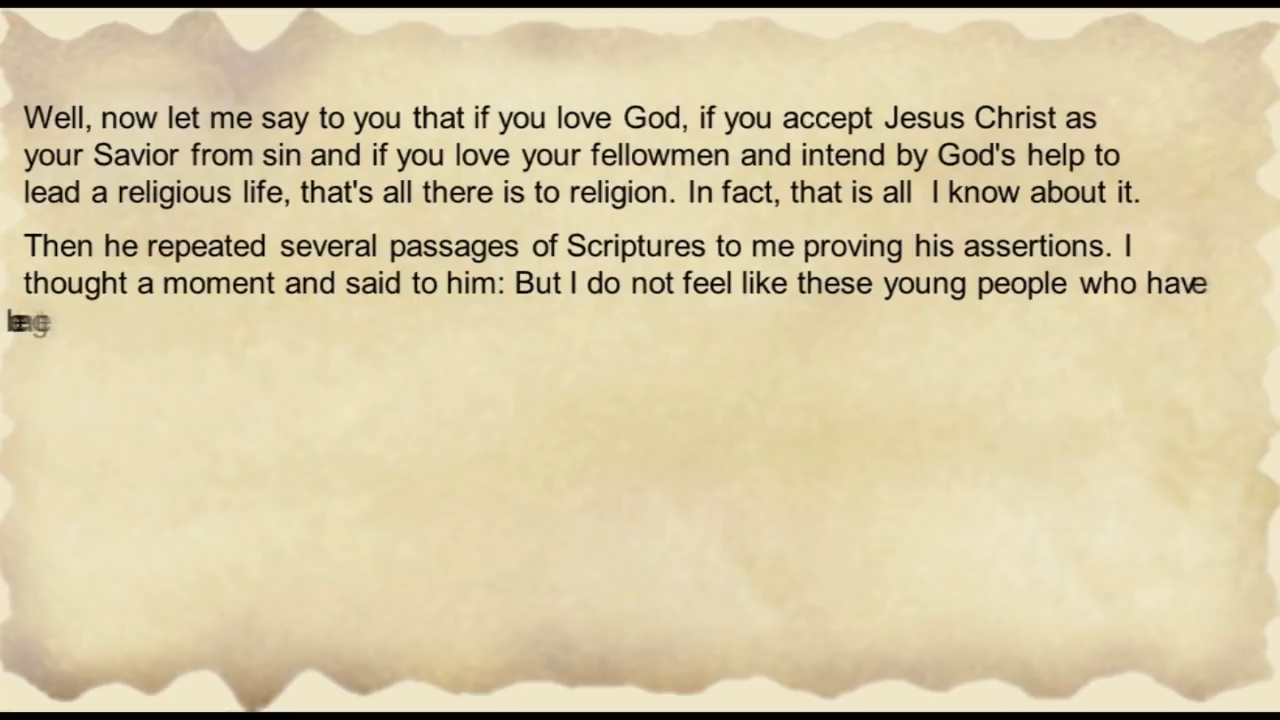 Well, now let me say to you that if you love God, if you accept Jesus Christ as
your Savior from sin and if you love your fellowmen and intend by God's help to
lead a religious life, that's all there is to religion. In fact, that is all I know about it.
Then he repeated several passages of Scriptures to me proving his assertions. I
thought a moment and said to him: But I do not feel like these young people who have